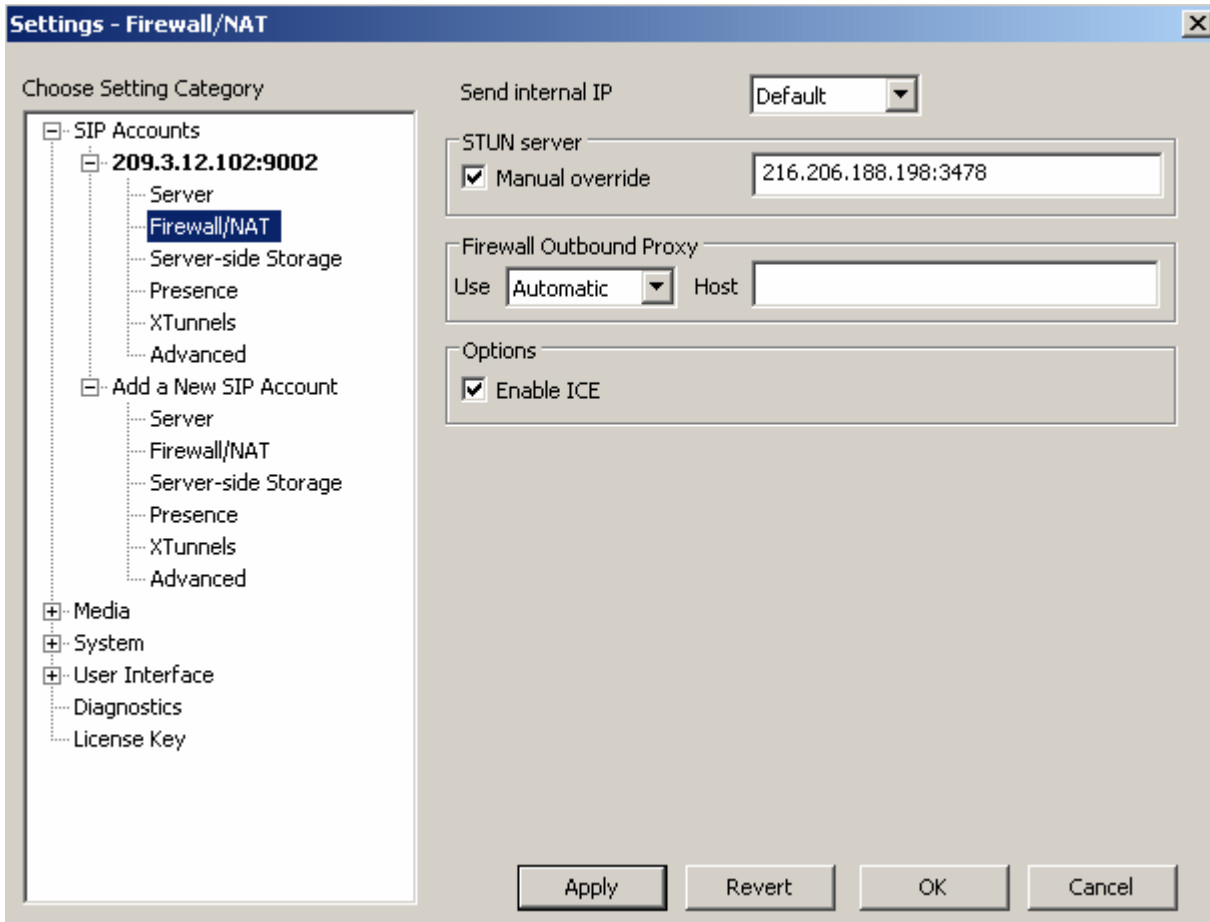 Settings - Firewall/NAT
Choose Setting Category
SIP Accounts
209.3.12.102:9002
Server
Firewall/NAT
Server-side Storage
Presence
XTunnels
Advanced
Add a New SIP Account
Server
Firewall/NAT
Server-side Storage
Presence
XTunnels
Advanced
Media
System
User Interface
Diagnostics
License Key
Send internal IP Default
STUN server
Manual override 216.206.188.198:3478
Firewall Outbound Proxy
Use Automatic Host
Options
Enable ICE
Apply Revert OK Cancel